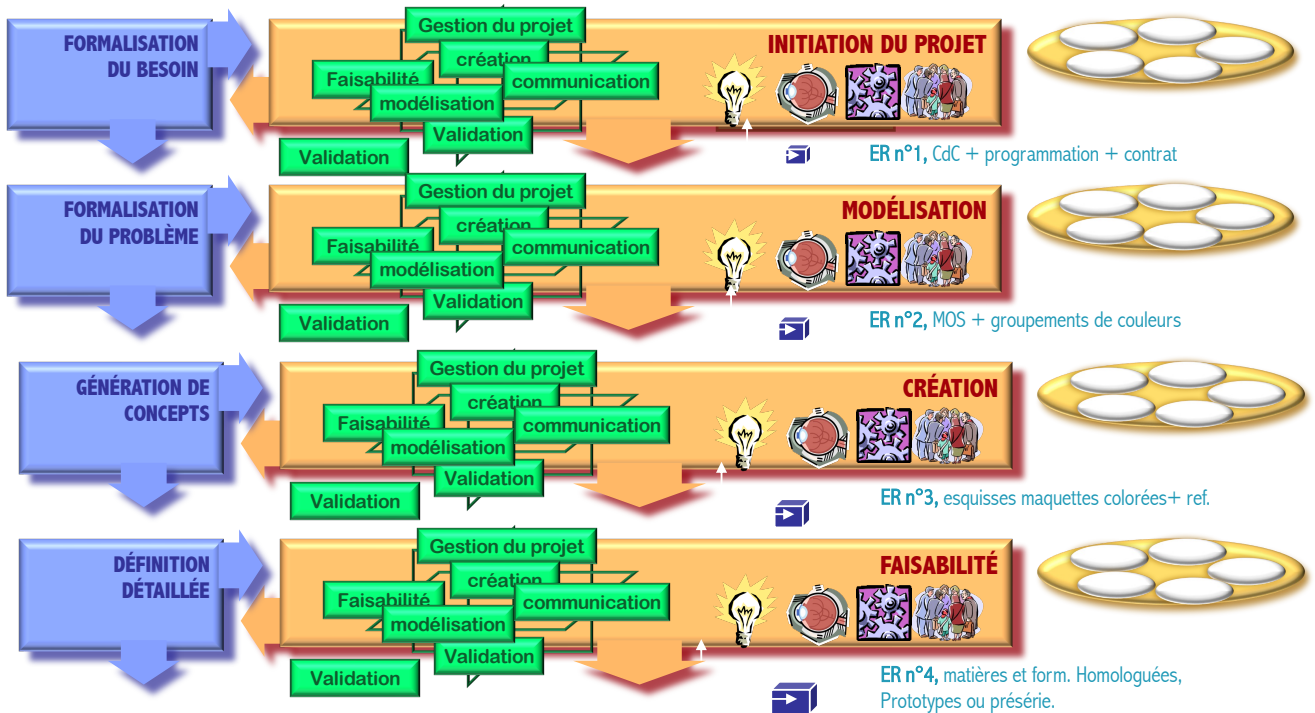 FORMALISATION
DU BESOIN
Gestion du projet
création
Faisabilité
communication
modélisation
Validation
Validation
INITIATION DU PROJET
ER n°1, CdC + programmation + contrat
FORMALISATION
DU PROBLÈME
Gestion du projet
création
Faisabilité
communication
modélisation
Validation
Validation
MODÉLISATION
ER n°2, MOS + groupements de couleurs
GÉNÉRATION DE
CONCEPTS
Gestion du projet
création
Faisabilité
communication
modélisation
Validation
Validation
CRÉATION
ER n°3, esquisses maquettes colorées+ ref.
DÉFINITION
DÉTAILLÉE
Gestion du projet
création
Faisabilité
communication
modélisation
Validation
Validation
FAISABILITÉ
ER n°4, matières et form. Homologuées,
Prototypes ou présérie.